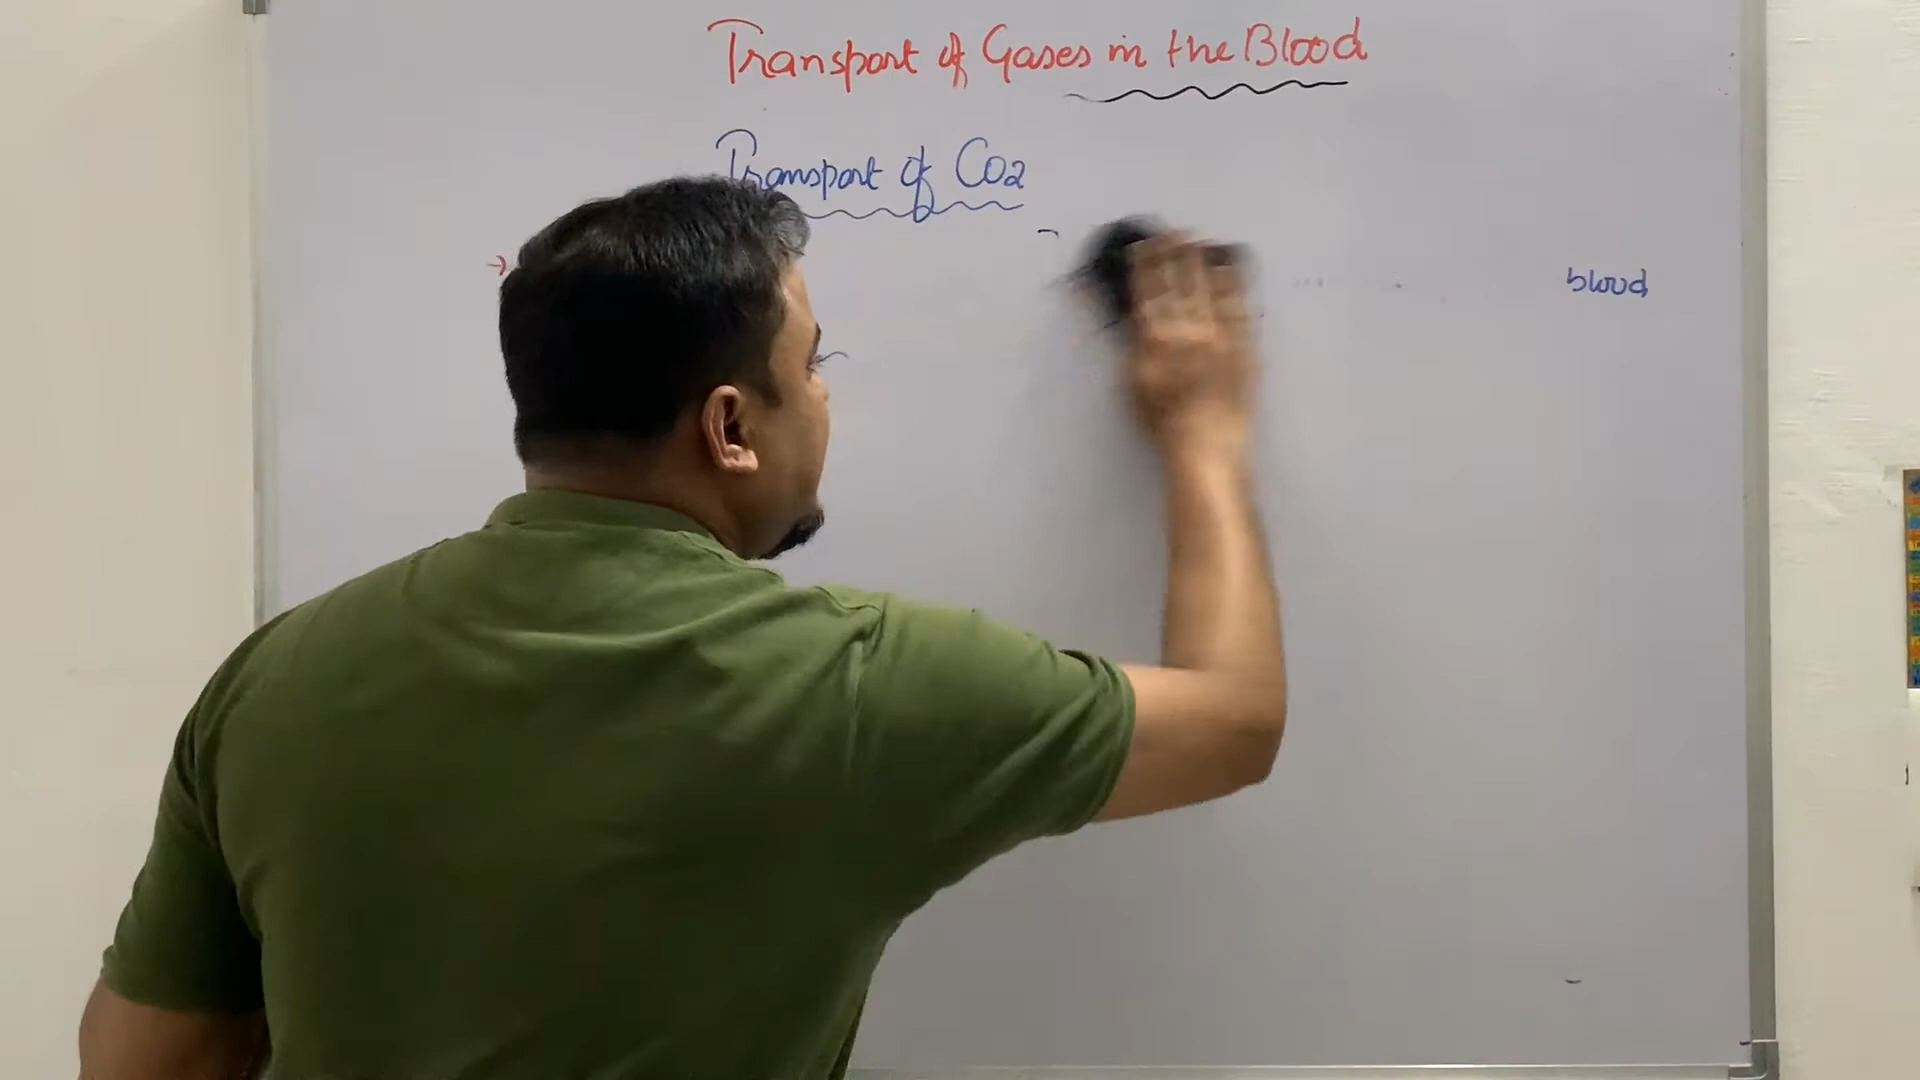 Transport of Gases in the Blood
Transport of Co2
→
blood